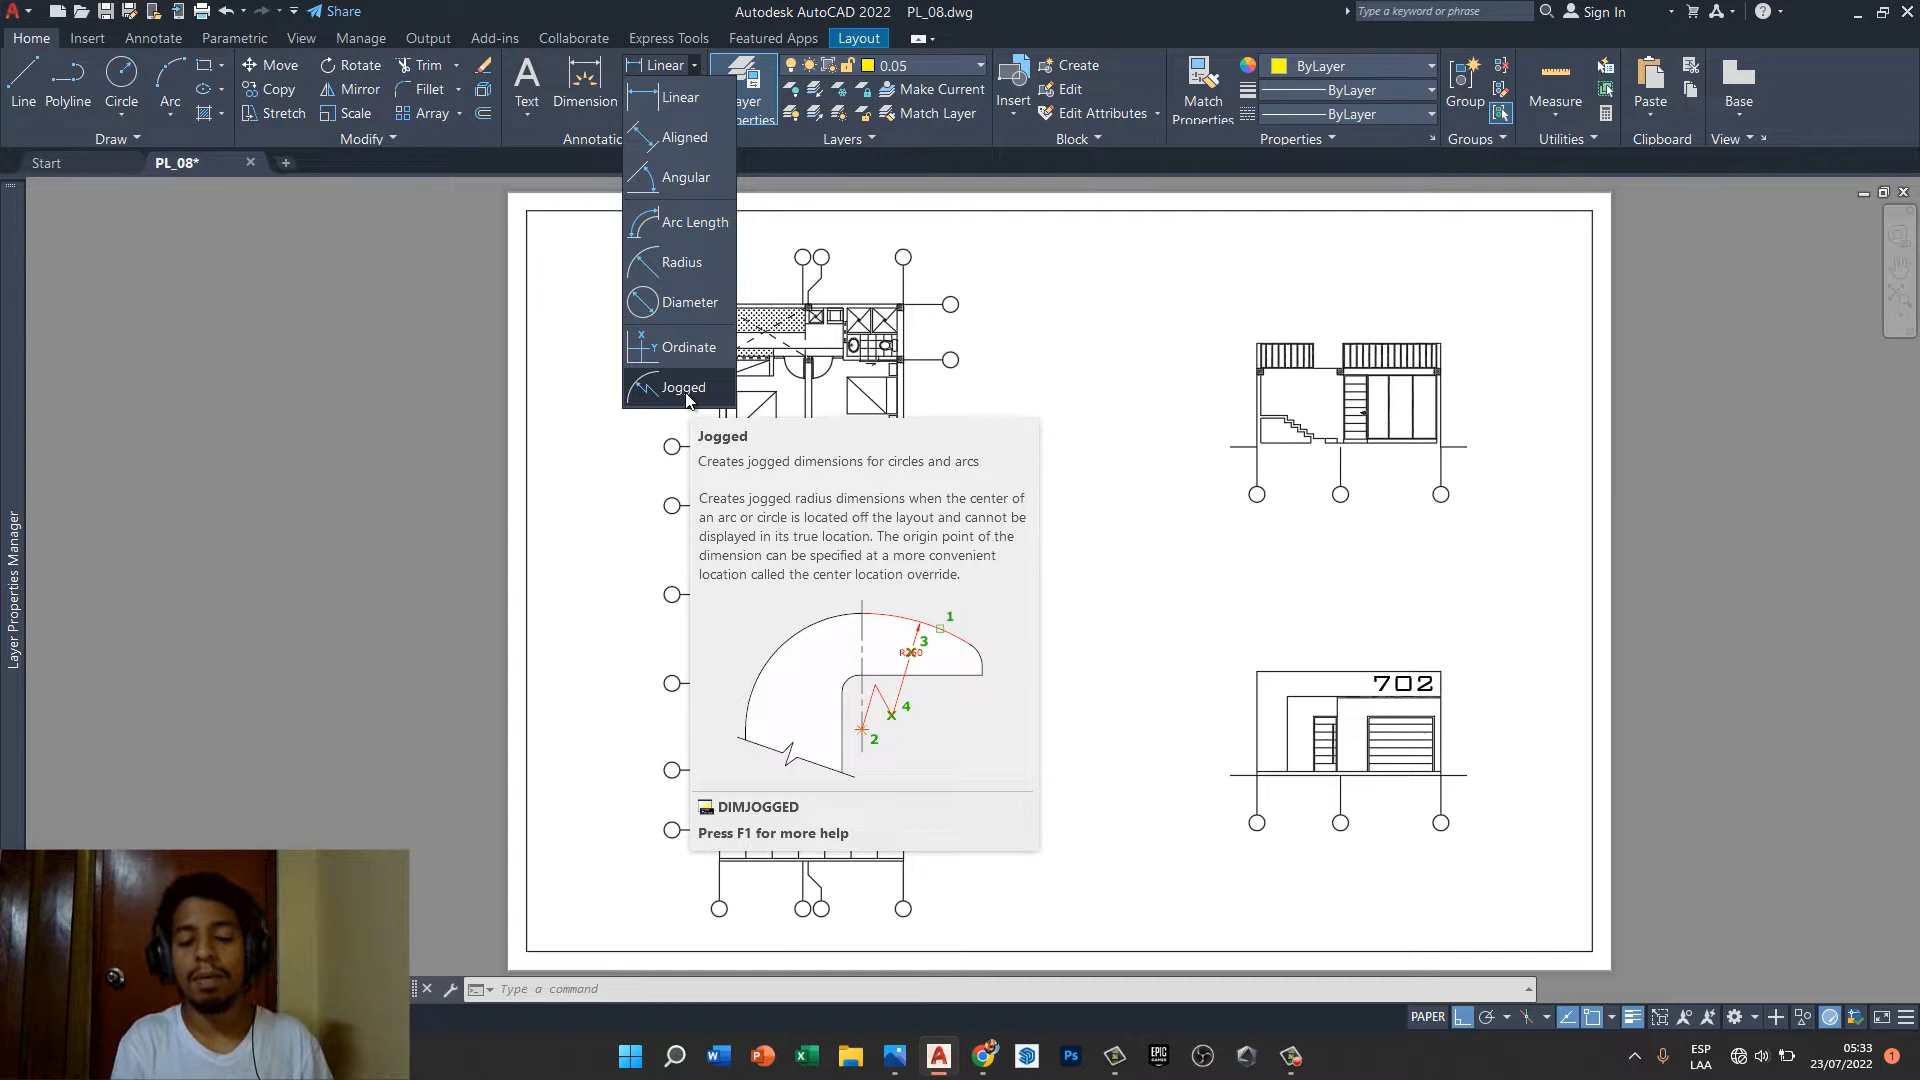 Share
Autodesk AutoCAD 2022 PL_08.dwg
Type a keyword or phrase
Sign In
Home Insert Annotate Parametric View Manage Output Add-ins Collaborate Express Tools Featured Apps Layout
Line Polyline Circle Arc
Move Rotate Trim
Copy Mirror Fillet
Stretch Scale Array
Text Dimension
Linear
0.05
Make Current
Match Layer
Insert
Create
Edit
Edit Attributes
Match
Properties
ByLayer
ByLayer
ByLayer
Group Measure Paste Base
Draw Modify Layers Block Properties Groups Utilities Clipboard View
Start PL_08*
Linear
Aligned
Angular
Arc Length
Radius
Diameter
X
Y
Ordinate
Jogged
Jogged
Creates jogged dimensions for circles and arcs
Creates jogged radius dimensions when the center of
an arc or circle is located off the layout and cannot be
displayed in its true location. The origin point of the
dimension can be specified at a more convenient
location called the center location override.
1
3
4
2
DIMJOGGED
Press F1 for more help
702
Layer Properties Manager
Type a command
PAPER
EPIC
GAMES
Ps
ESP
LAA
05:33
23/07/2022
1